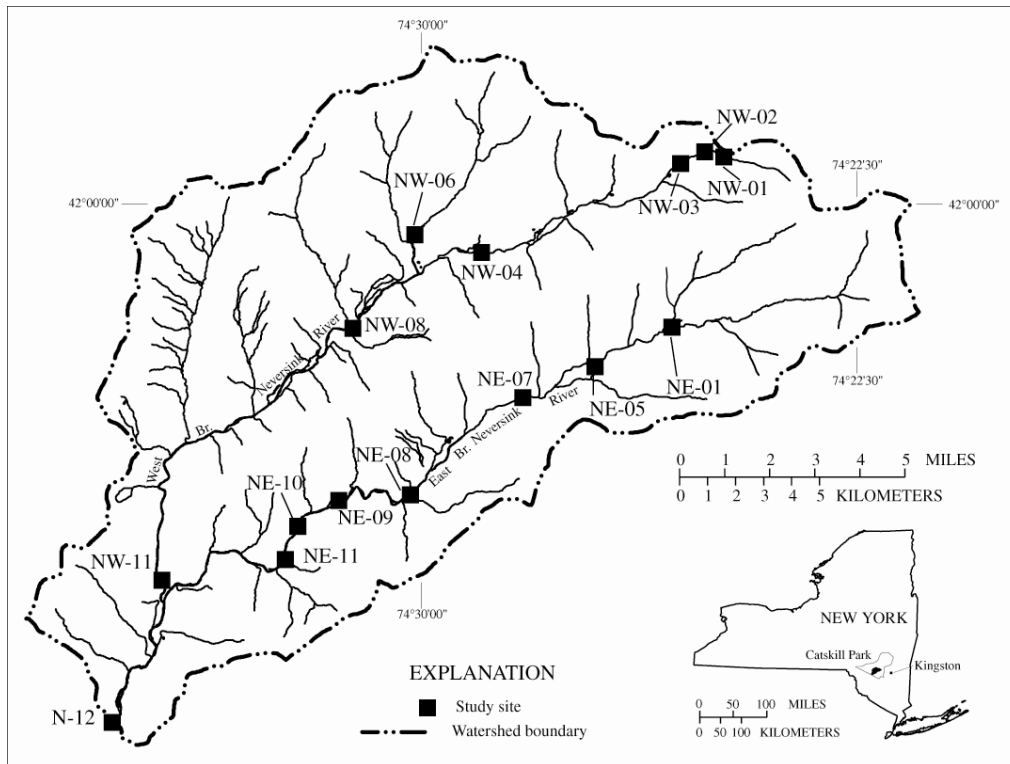 74°30'00"
NW-02
74°22'30"
NW-06
NW-01
42°00'00"
NW-03
42°00'00"
NW-04
NW-08
West Br. Neversink River
74°22'30"
NE-07
NE-01
NE-05
East Br. Neversink River
NE-08
NE-10
NE-09
NE-11
NW-11
0 1 2 3 4 5 MILES
0 1 2 3 4 5 KILOMETERS
74°30'00"
NEW YORK
Catskill Park
Kingston
EXPLANATION
Study site
Watershed boundary
N-12
0 50 100 MILES
0 50 100 KILOMETERS